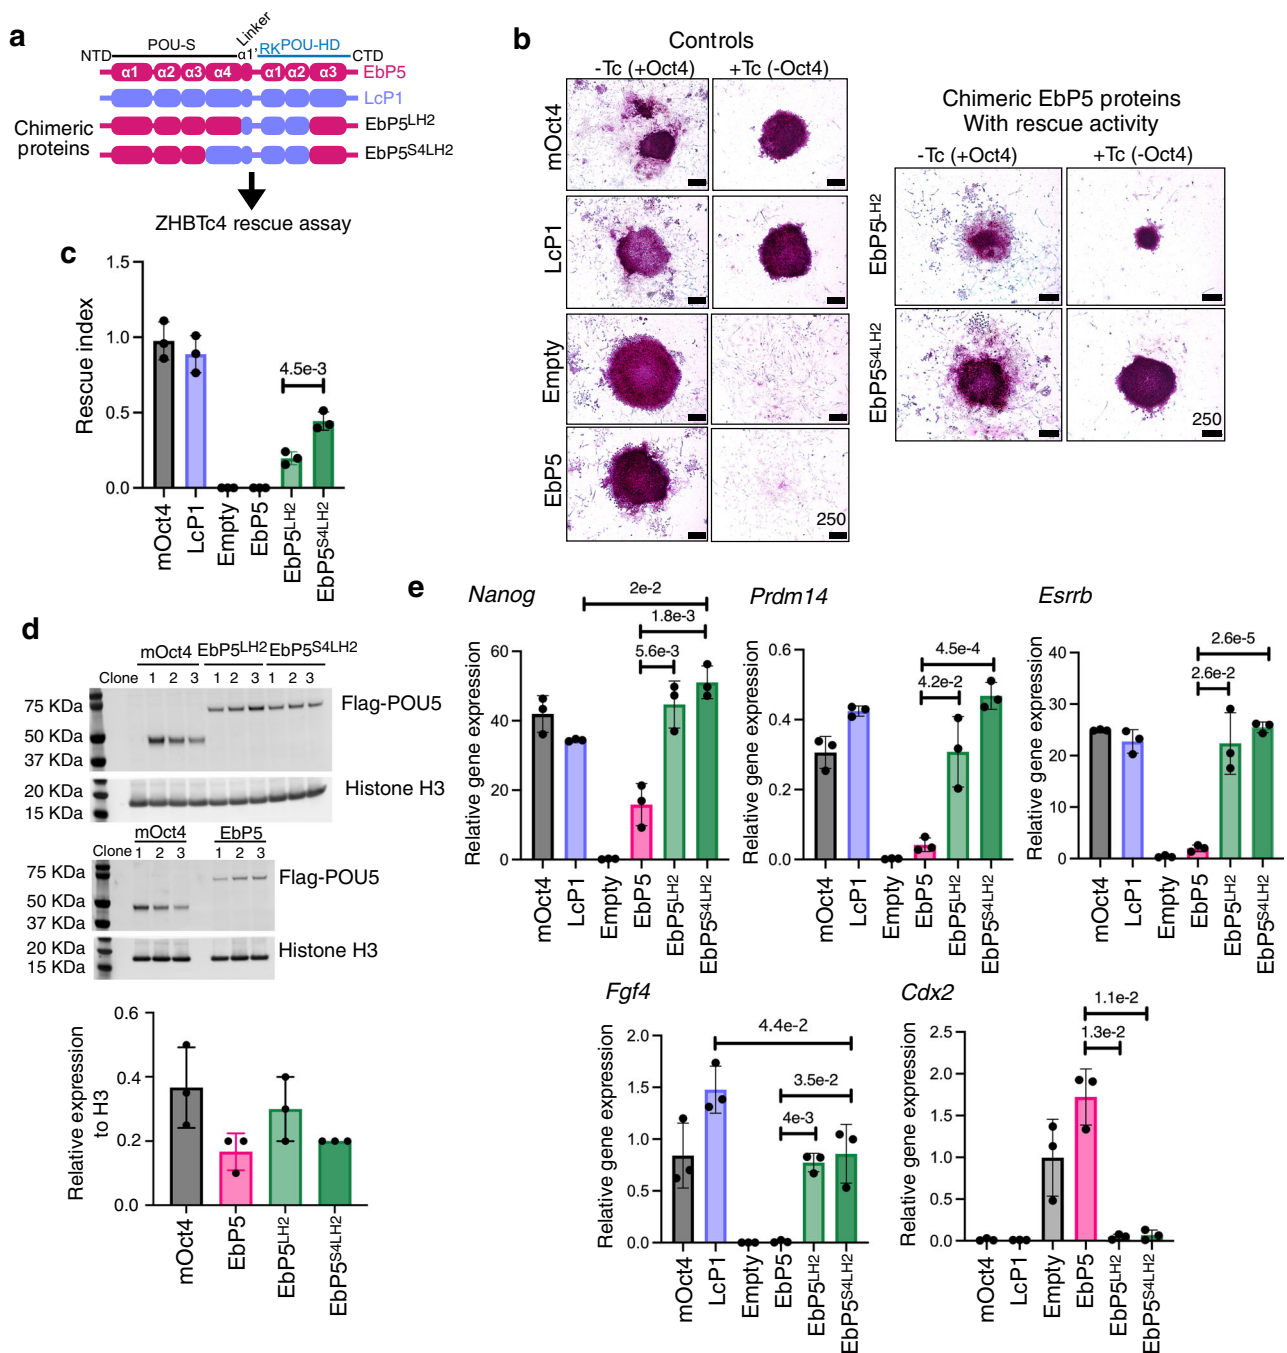 a
POU-S
Linker
α1'
RK
POU-HD
NTD
CTD
α1 α2 α3 α4 α1 α2 α3
EbP5
LcP1
Chimeric proteins
EbP5LH2
EbP5S4LH2
ZHBTc4 rescue assay
b
Controls
-Tc (+Oct4) +Tc (-Oct4)
mOct4
LcP1
Empty
EbP5
250
Chimeric EbP5 proteins
With rescue activity
-Tc (+Oct4) +Tc (-Oct4)
EbP5LH2
EbP5S4LH2
250
c
Rescue index
1.5
1.0
0.5
0.0
4.5e-3
mOct4
LcP1
Empty
EbP5
EbP5LH2
EbP5S4LH2
d
mOct4 EbP5LH2 EbP5S4LH2
Clone 1 2 3 1 2 3 1 2 3
75 KDa
50 KDa
37 KDa
Flag-POU5
20 KDa
15 KDa
Histone H3
mOct4 EbP5
Clone 1 2 3 1 2 3
75 KDa
50 KDa
37 KDa
Flag-POU5
20 KDa
15 KDa
Histone H3
Relative expression
to H3
0.6
0.4
0.2
0.0
mOct4
EbP5
EbP5LH2
EbP5S4LH2
e
Nanog
Relative gene expression
60
40
20
0
2e-2
1.8e-3
5.6e-3
mOct4
LcP1
Empty
EbP5
EbP5LH2
EbP5S4LH2
Prdm14
Relative gene expression
0.6
0.4
0.2
0.0
4.5e-4
4.2e-2
mOct4
LcP1
Empty
EbP5
EbP5LH2
EbP5S4LH2
Esrrb
Relative gene expression
40
30
20
10
0
2.6e-5
2.6e-2
mOct4
LcP1
Empty
EbP5
EbP5LH2
EbP5S4LH2
Fgf4
Relative gene expression
2.0
1.5
1.0
0.5
0.0
4.4e-2
3.5e-2
4e-3
mOct4
LcP1
Empty
EbP5
EbP5LH2
EbP5S4LH2
Cdx2
Relative gene expression
2.5
2.0
1.5
1.0
0.5
0.0
1.1e-2
1.3e-2
mOct4
LcP1
Empty
EbP5
EbP5LH2
EbP5S4LH2